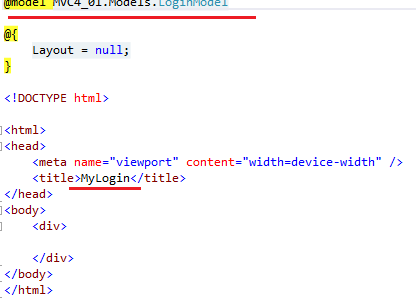 @model MVC4_01.Models.LoginModel
@{
Layout = null;
}
<!DOCTYPE html>
<html>
<head>
<meta name="viewport" content="width=device-width" />
<title>MyLogin</title>
</head>
<body>
<div>
</div>
</body>
</html>